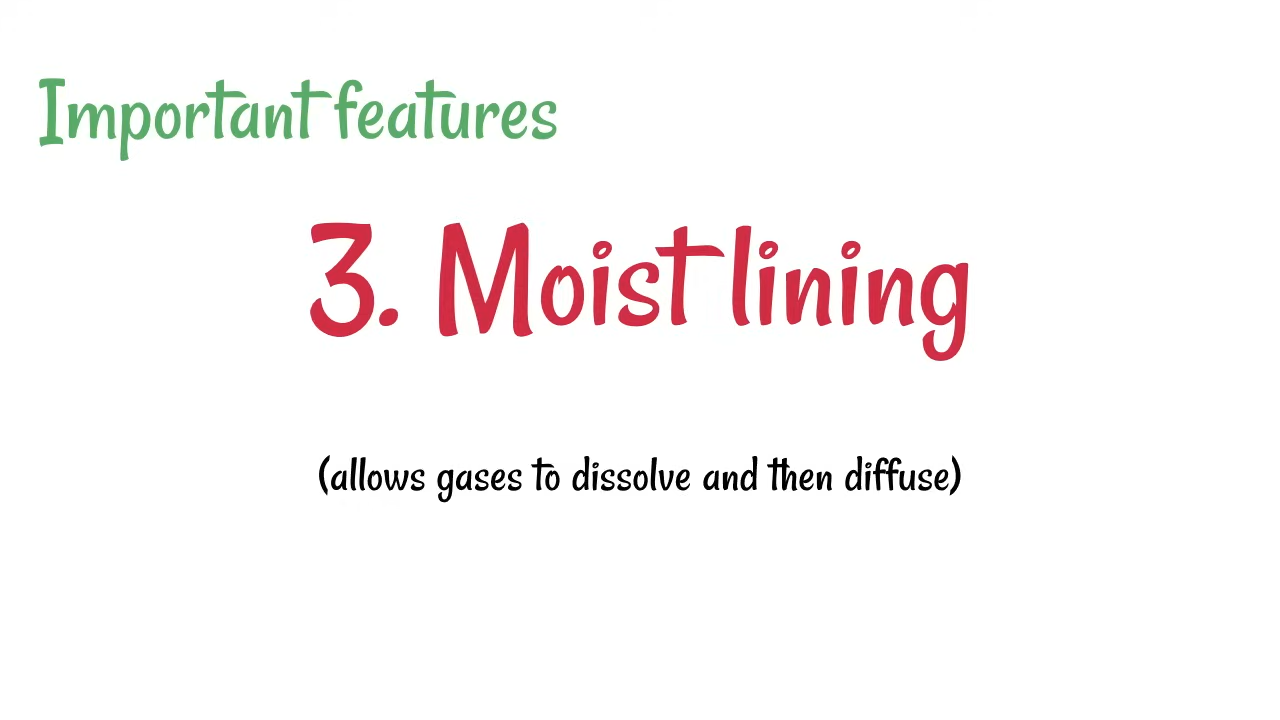 Important features
3. Moist lining
(allows gases to dissolve and then diffuse)